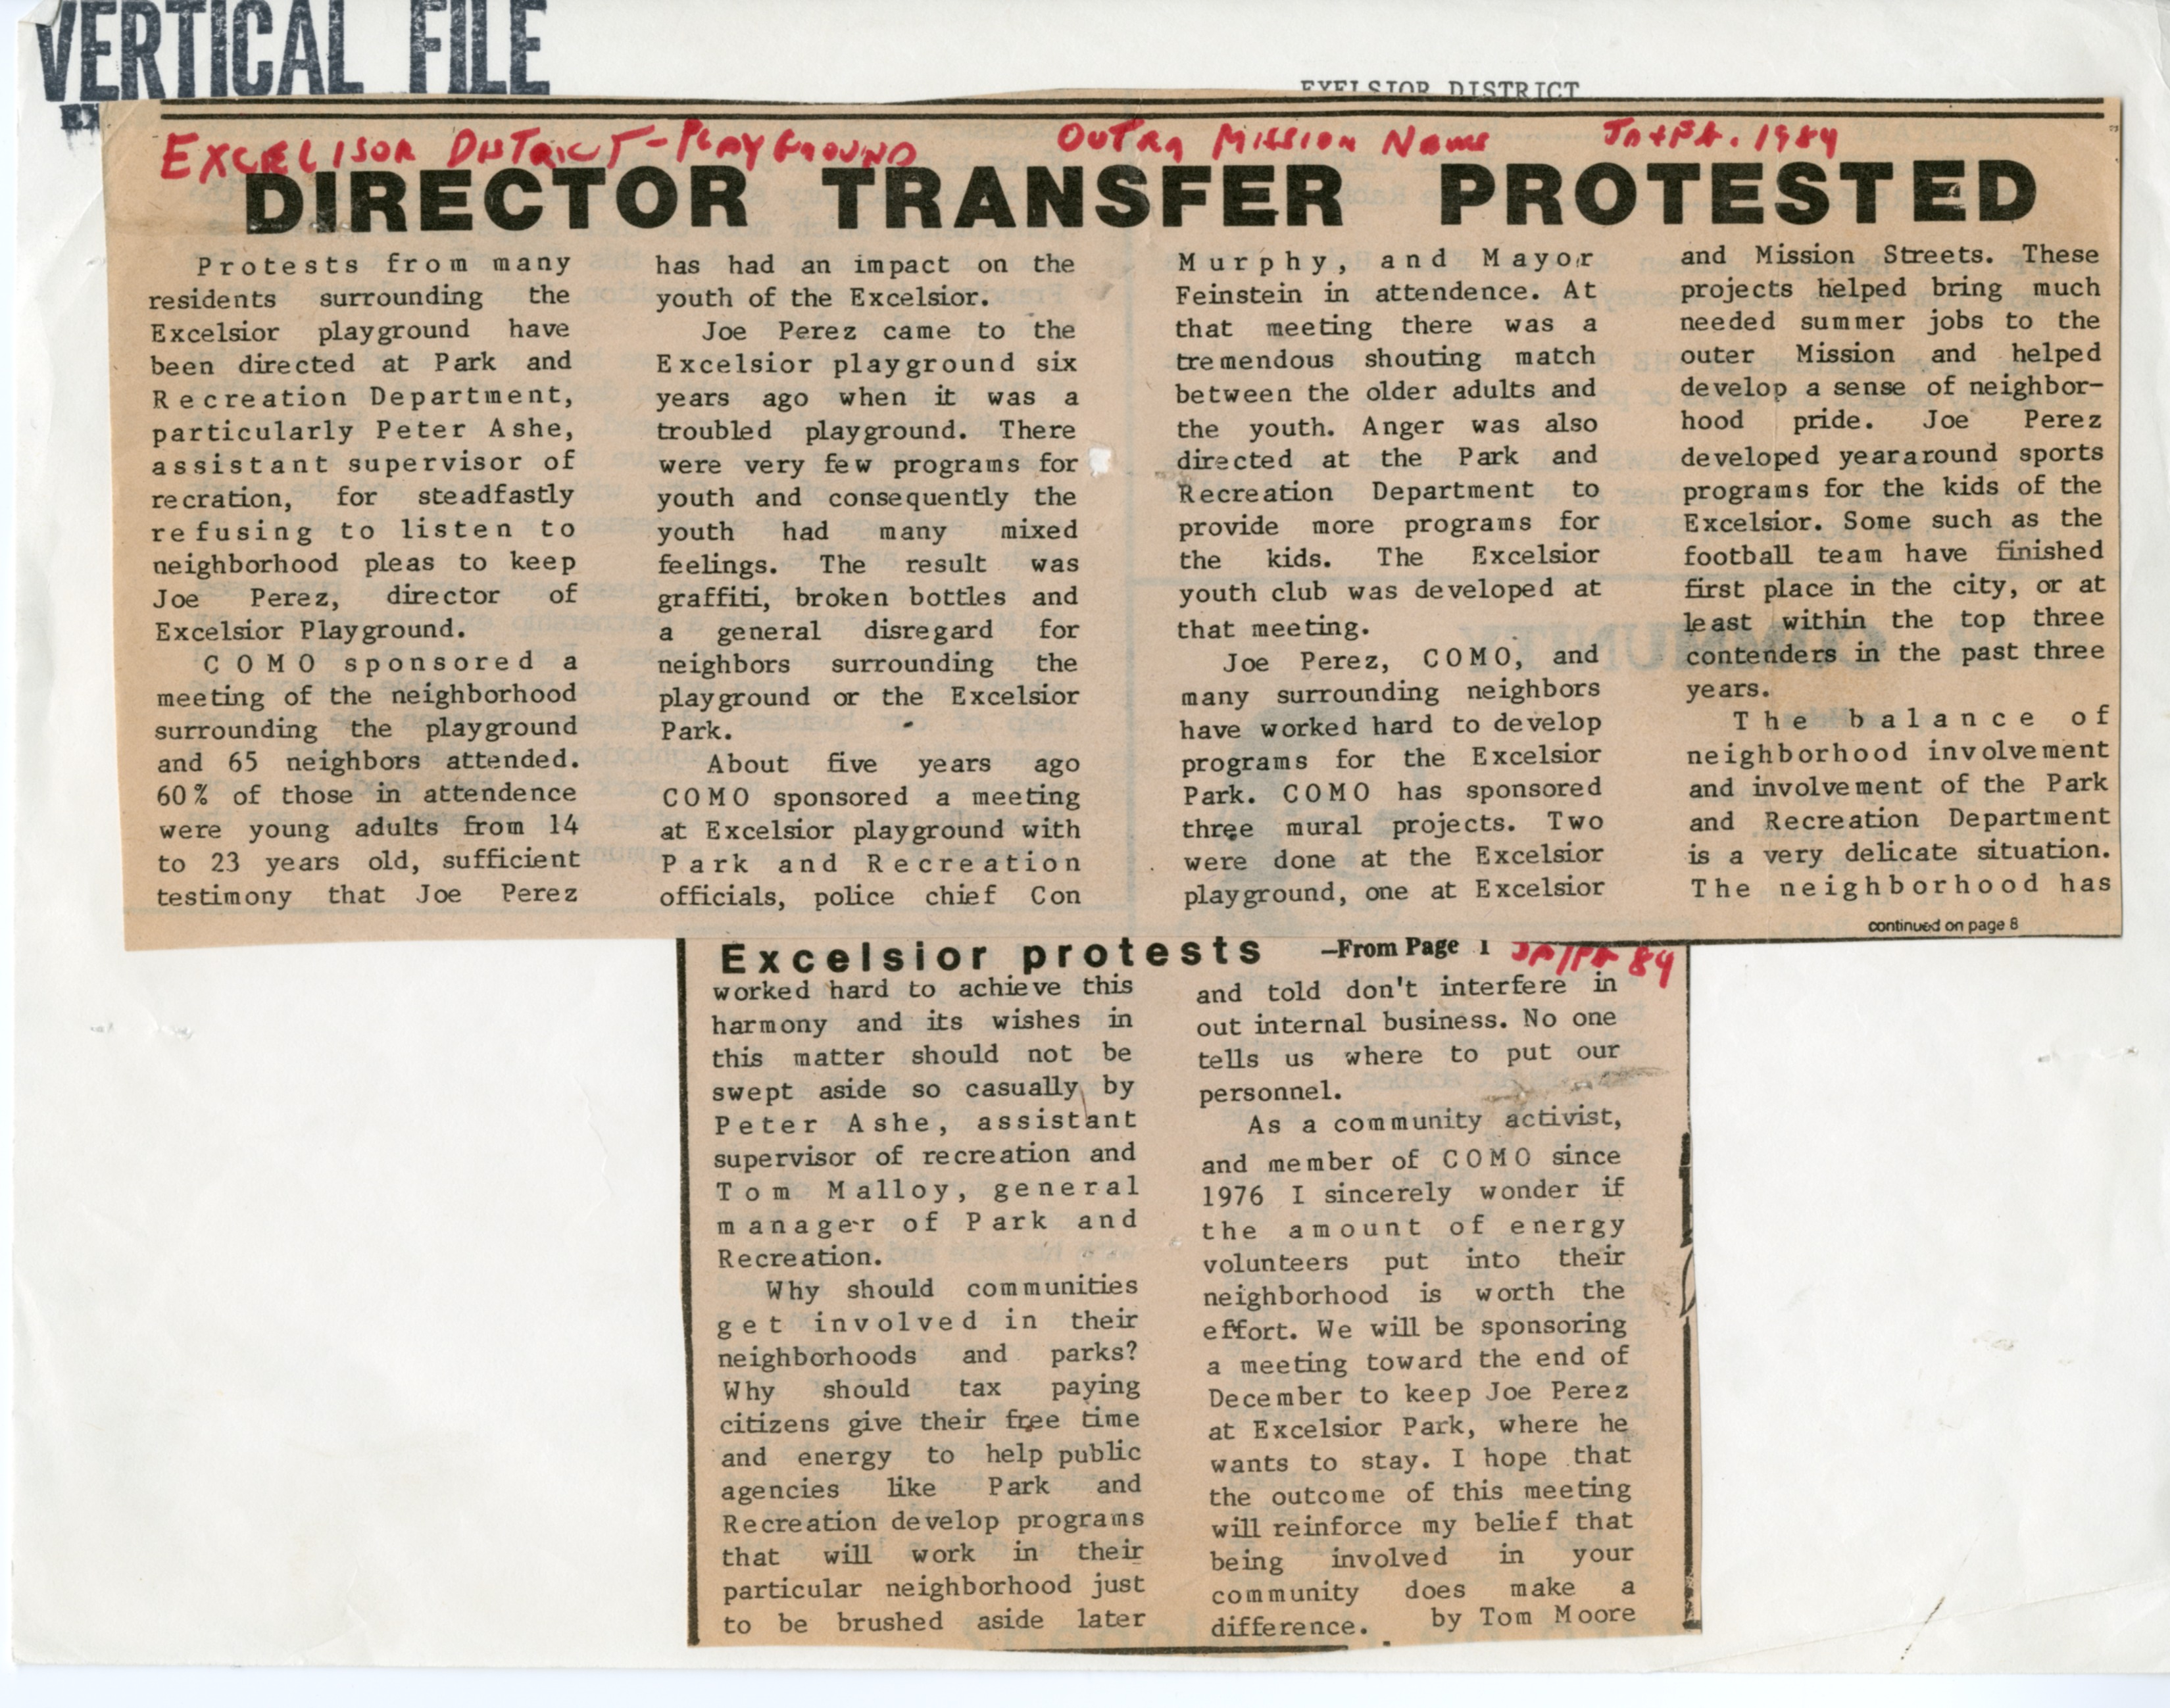 VERTICAL FILE
EXELSIOR DISTRICT
EXCELISOR DISTRICT - PLAYGROUND
OUTER MISSION NEWS
1984
DIRECTOR TRANSFER PROTESTED
Protests from many
residents surrounding the
Excelsior playground have
been directed at Park and
Recreation Department,
particularly Peter Ashe,
assistant supervisor of
recration, for steadfastly
refusing to listen to
neighborhood pleas to keep
Joe Perez, director of
Excelsior Playground.
COMO sponsored a
meeting of the neighborhood
surrounding the playground
and 65 neighbors attended.
60% of those in attendence
were young adults from 14
to 23 years old, sufficient
testimony that Joe Perez
has had an impact on the
youth of the Excelsior.
Joe Perez came to the
Excelsior playground six
years ago when it was a
troubled playground. There
were very few programs for
youth and consequently the
youth had many mixed
feelings. The result was
graffiti, broken bottles and
a general disregard for
neighbors surrounding the
playground or the Excelsior
Park.
About five years ago
COMO sponsored a meeting
at Excelsior playground with
Park and Recreation
officials, police chief Con
Murphy, and Mayor
Feinstein in attendence. At
that meeting there was a
tremendous shouting match
between the older adults and
the youth. Anger was also
directed at the Park and
Recreation Department to
provide more programs for
the kids. The Excelsior
youth club was developed at
that meeting.
Joe Perez, COMO, and
many surrounding neighbors
have worked hard to develop
programs for the Excelsior
Park. COMO has sponsored
three mural projects. Two
were done at the Excelsior
playground, one at Excelsior
and Mission Streets. These
projects helped bring much
needed summer jobs to the
outer Mission and helped
develop a sense of neighbor-
hood pride. Joe Perez
developed yeararound sports
programs for the kids of the
Excelsior. Some such as the
football team have finished
first place in the city, or at
least within the top three
contenders in the past three
years.
The balance of
neighborhood involvement
and involvement of the Park
and Recreation Department
is a very delicate situation.
The neighborhood has
continued on page 8
Excelsior protests —From Page 1
84
worked hard to achieve this
harmony and its wishes in
this matter should not be
swept aside so casually by
Peter Ashe, assistant
supervisor of recreation and
Tom Malloy, general
manager of Park and
Recreation.
Why should communities
get involved in their
neighborhoods and parks?
Why should tax paying
citizens give their free time
and energy to help public
agencies like Park and
Recreation develop programs
that will work in their
particular neighborhood just
to be brushed aside later
and told don't interfere in
out internal business. No one
tells us where to put our
personnel.
As a community activist,
and member of COMO since
1976 I sincerely wonder if
the amount of energy
volunteers put into their
neighborhood is worth the
effort. We will be sponsoring
a meeting toward the end of
December to keep Joe Perez
at Excelsior Park, where he
wants to stay. I hope that
the outcome of this meeting
will reinforce my belief that
being involved in your
community does make a
difference. by Tom Moore